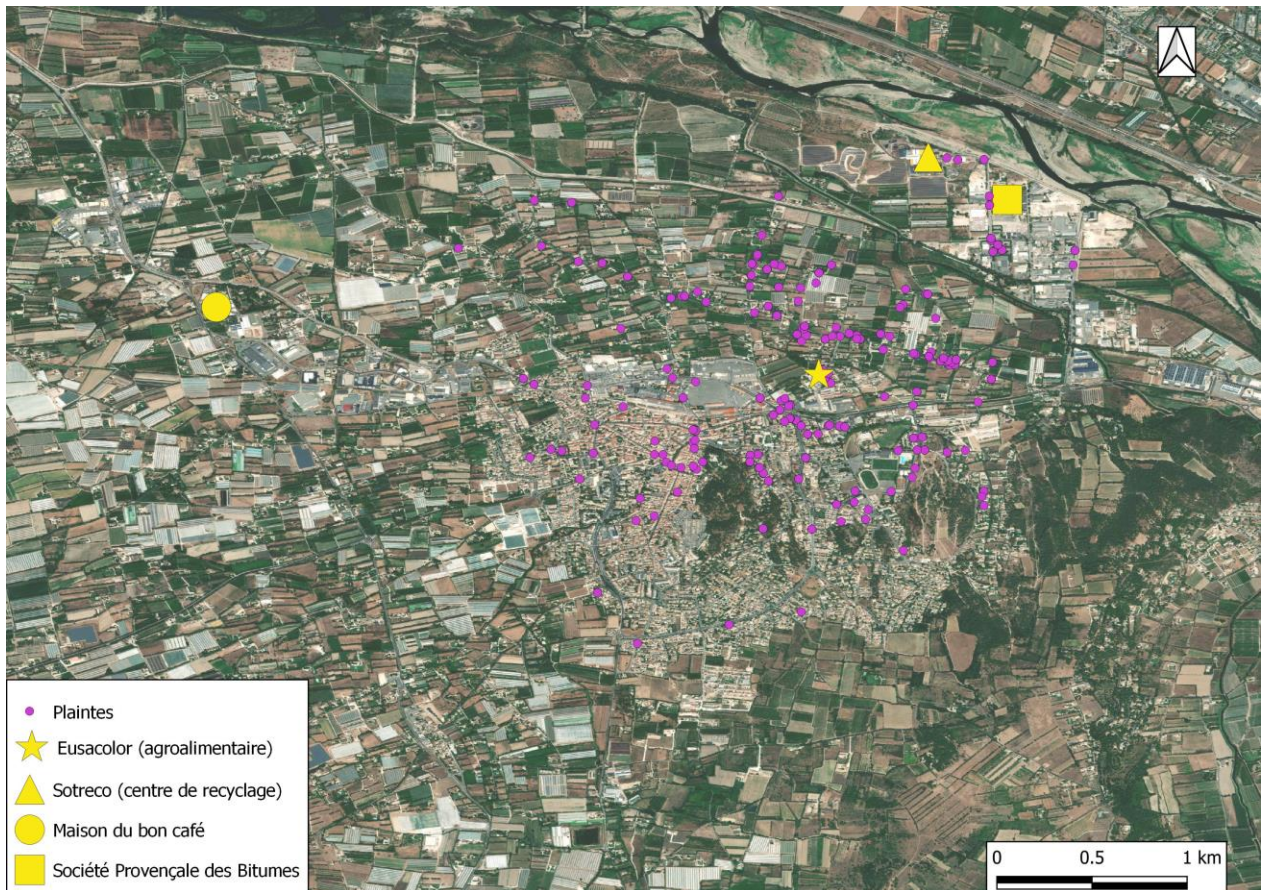 Plaintes
Eusacolor (agroalimentaire)
Sotreco (centre de recyclage)
Maison du bon café
Société Provençale des Bitumes
0 0.5 1 km